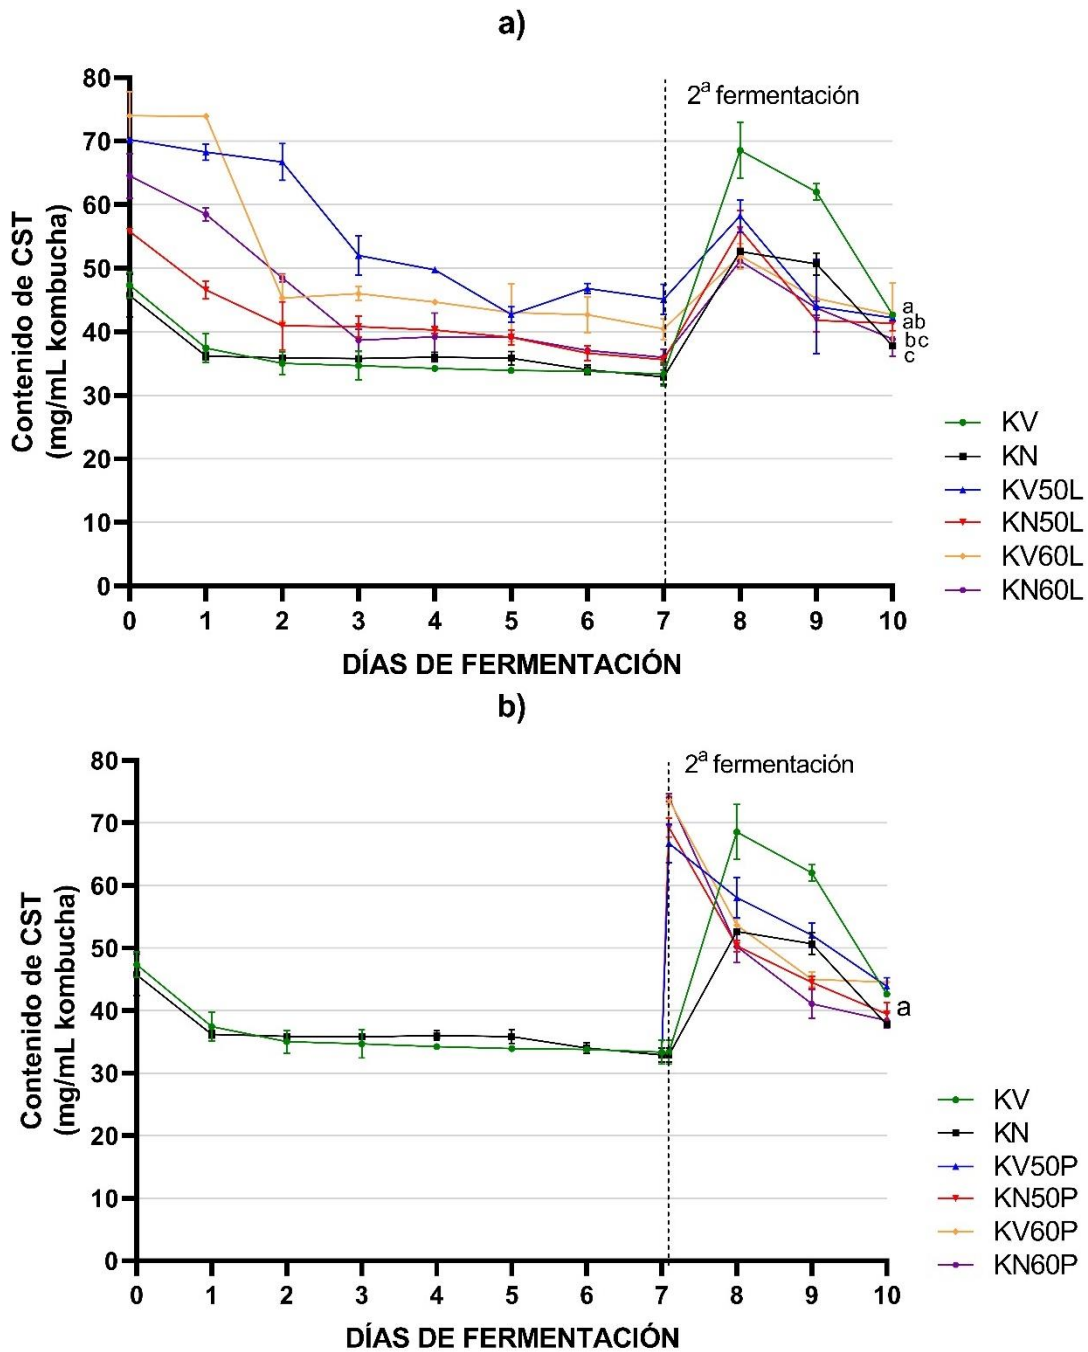 a)
2ª fermentación
Contenido de CST
(mg/mL kombucha)
80
70
60
50
40
30
20
10
0
a
ab
bc
c
0 1 2 3 4 5 6 7 8 9 10
DÍAS DE FERMENTACIÓN
KV
KN
KV50L
KN50L
KV60L
KN60L
b)
2ª fermentación
Contenido de CST
(mg/mL kombucha)
80
70
60
50
40
30
20
10
0
a
0 1 2 3 4 5 6 7 8 9 10
DÍAS DE FERMENTACIÓN
KV
KN
KV50P
KN50P
KV60P
KN60P